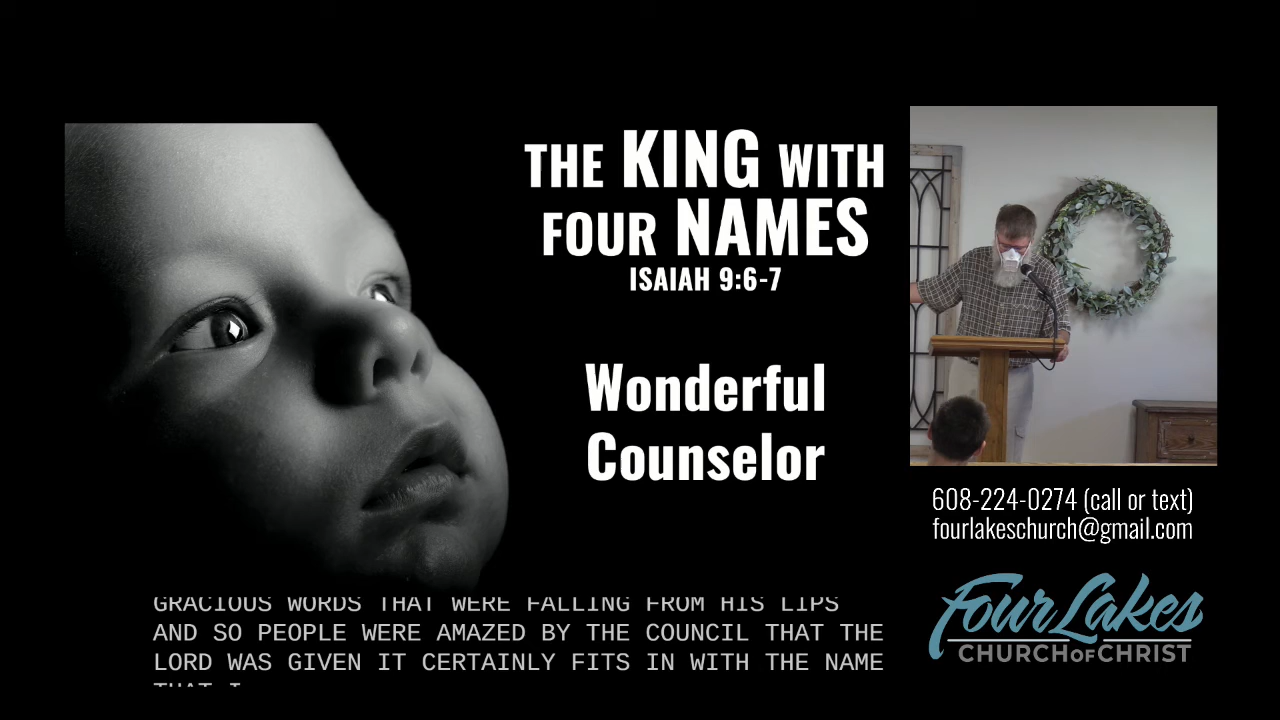 THE KING WITH
FOUR NAMES
ISAIAH 9:6-7
Wonderful
Counselor
608-224-0274 (call or text)
fourlakeschurch@gmail.com
Four Lakes
CHURCH OF CHRIST
GRACIOUS WORDS THAT WERE FALLING FROM HIS LIPS
AND SO PEOPLE WERE AMAZED BY THE COUNCIL THAT THE
LORD WAS GIVEN IT CERTAINLY FITS IN WITH THE NAME
THAT I